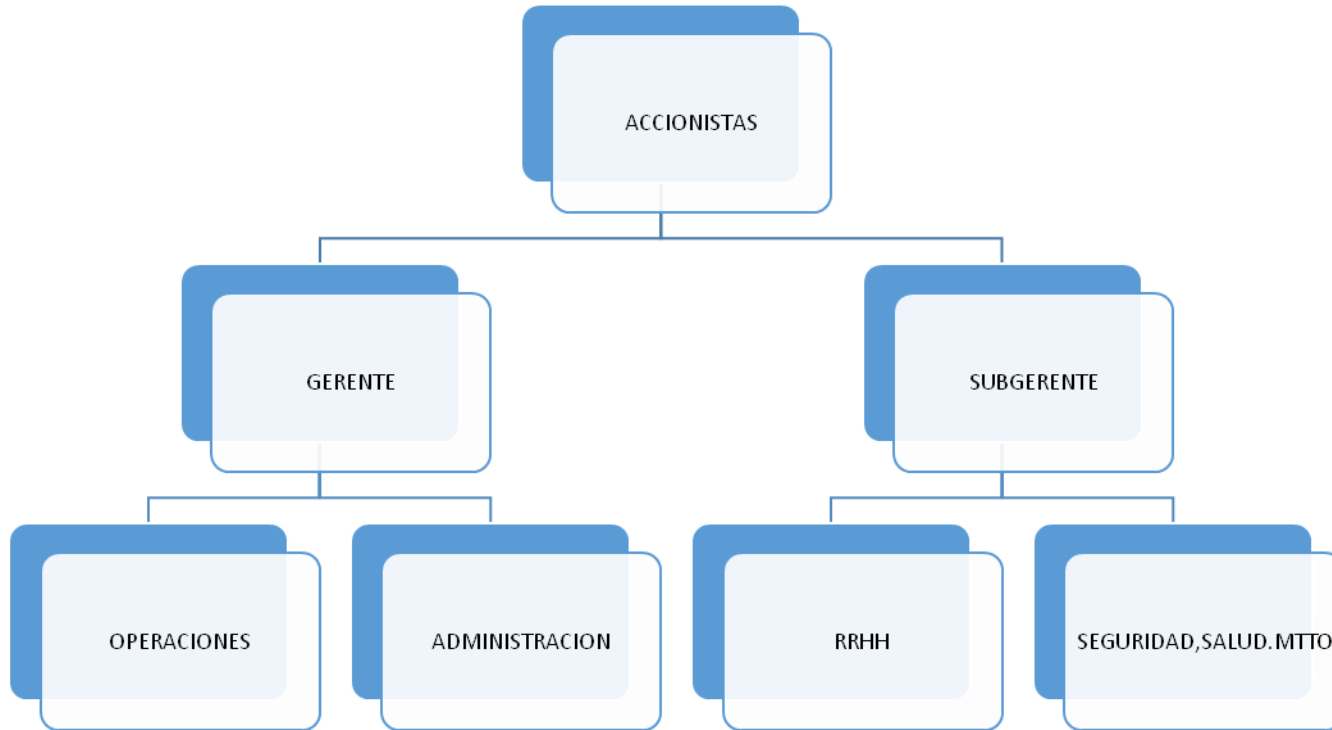 ACCIONISTAS
GERENTE
SUBGERENTE
OPERACIONES
ADMINISTRACION
RRHH
SEGURIDAD,SALUD.MTTO